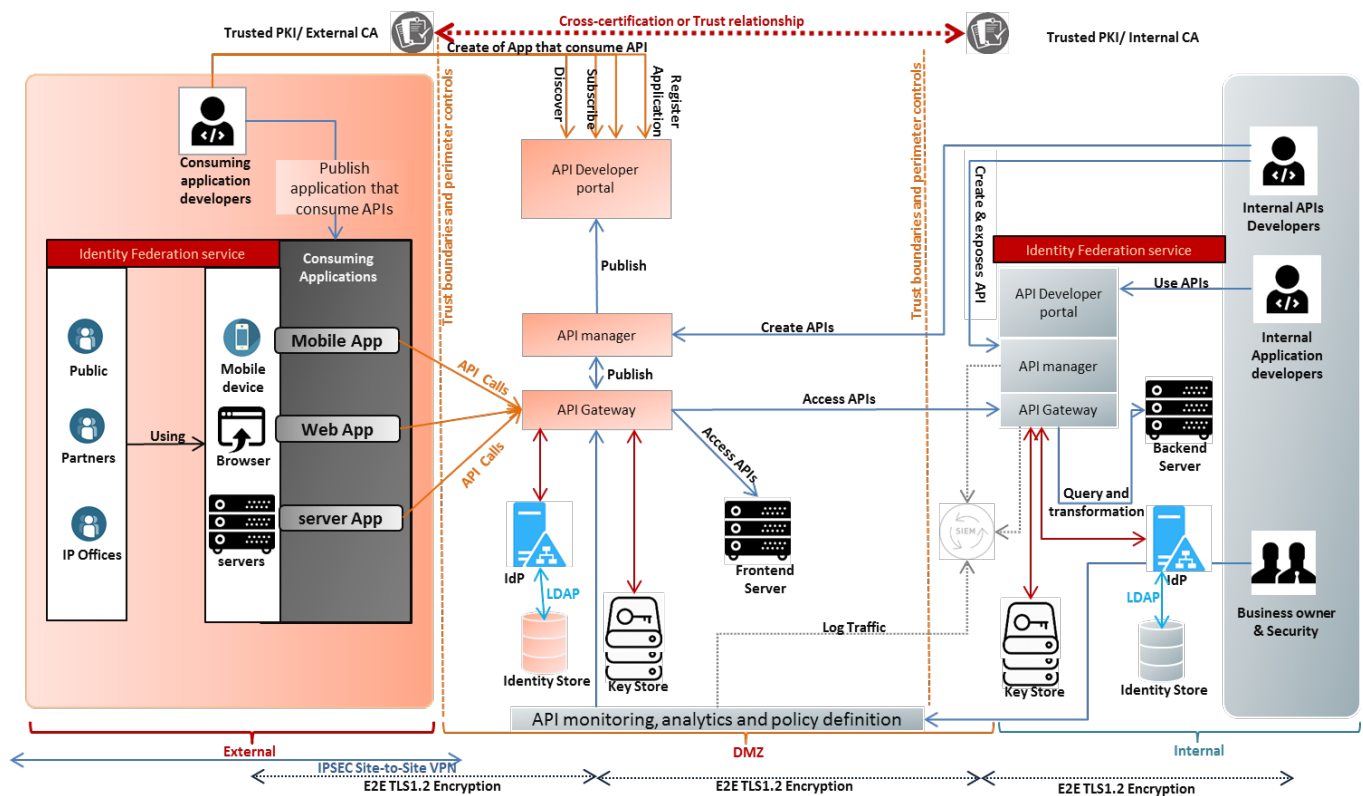 Cross-certification or Trust relationship
Trusted PKI/ External CA
Trusted PKI/ Internal CA
Create of App that consume API
Discover
Subscribe
Register
Application
Trust boundaries and perimeter controls
Trust boundaries and perimeter controls
Consuming
application
developers
Publish
application that
consume APIs
Identity Federation service
Consuming
Applications
Public
Partners
IP Offices
Using
Mobile
device
Browser
servers
Mobile App
Web App
server App
API Calls
API Calls
API Developer
portal
Publish
API manager
Publish
API Gateway
Create APIs
Access APIs
Access APIs
IdP
LDAP
Identity Store
Key Store
Frontend
Server
Log Traffic
SIEM
API monitoring, analytics and policy definition
Create & exposes API
Identity Federation service
API Developer
portal
API manager
API Gateway
Use APIs
Backend
Server
Query and
transformation
IdP
LDAP
Key Store
Identity Store
Internal APIs
Developers
Internal
Application
developers
Business owner
& Security
External
DMZ
Internal
IPSEC Site-to-Site VPN
E2E TLS1.2 Encryption
E2E TLS1.2 Encryption
E2E TLS1.2 Encryption